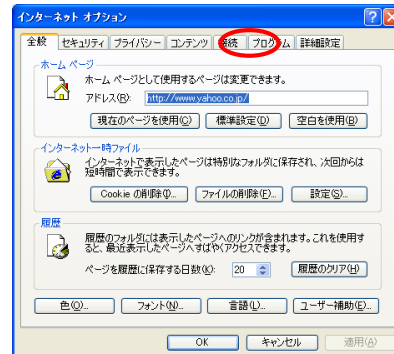 インターネット オプション
全般 セキュリティ プライバシー コンテンツ 接続 プログラム 詳細設定
ホーム ページ
ホーム ページとして使用するページは変更できます。
アドレス(R): http://www.yahoo.co.jp/
現在のページを使用(C) 標準設定(D) 空白を使用(B)
インターネット一時ファイル
インターネットで表示したページは特別なフォルダに保存され、次回からは
短時間で表示できます。
Cookie の削除(I)... ファイルの削除(F)... 設定(S)...
履歴
履歴のフォルダには表示したページへのリンクが含まれます。これを使用す
ると、最近表示したページへすばやくアクセスできます。
ページを履歴に保存する日数(K): 20 履歴のクリア(H)
色(O)... フォント(N)... 言語(L)... ユーザー補助(E)...
OK キャンセル 適用(A)